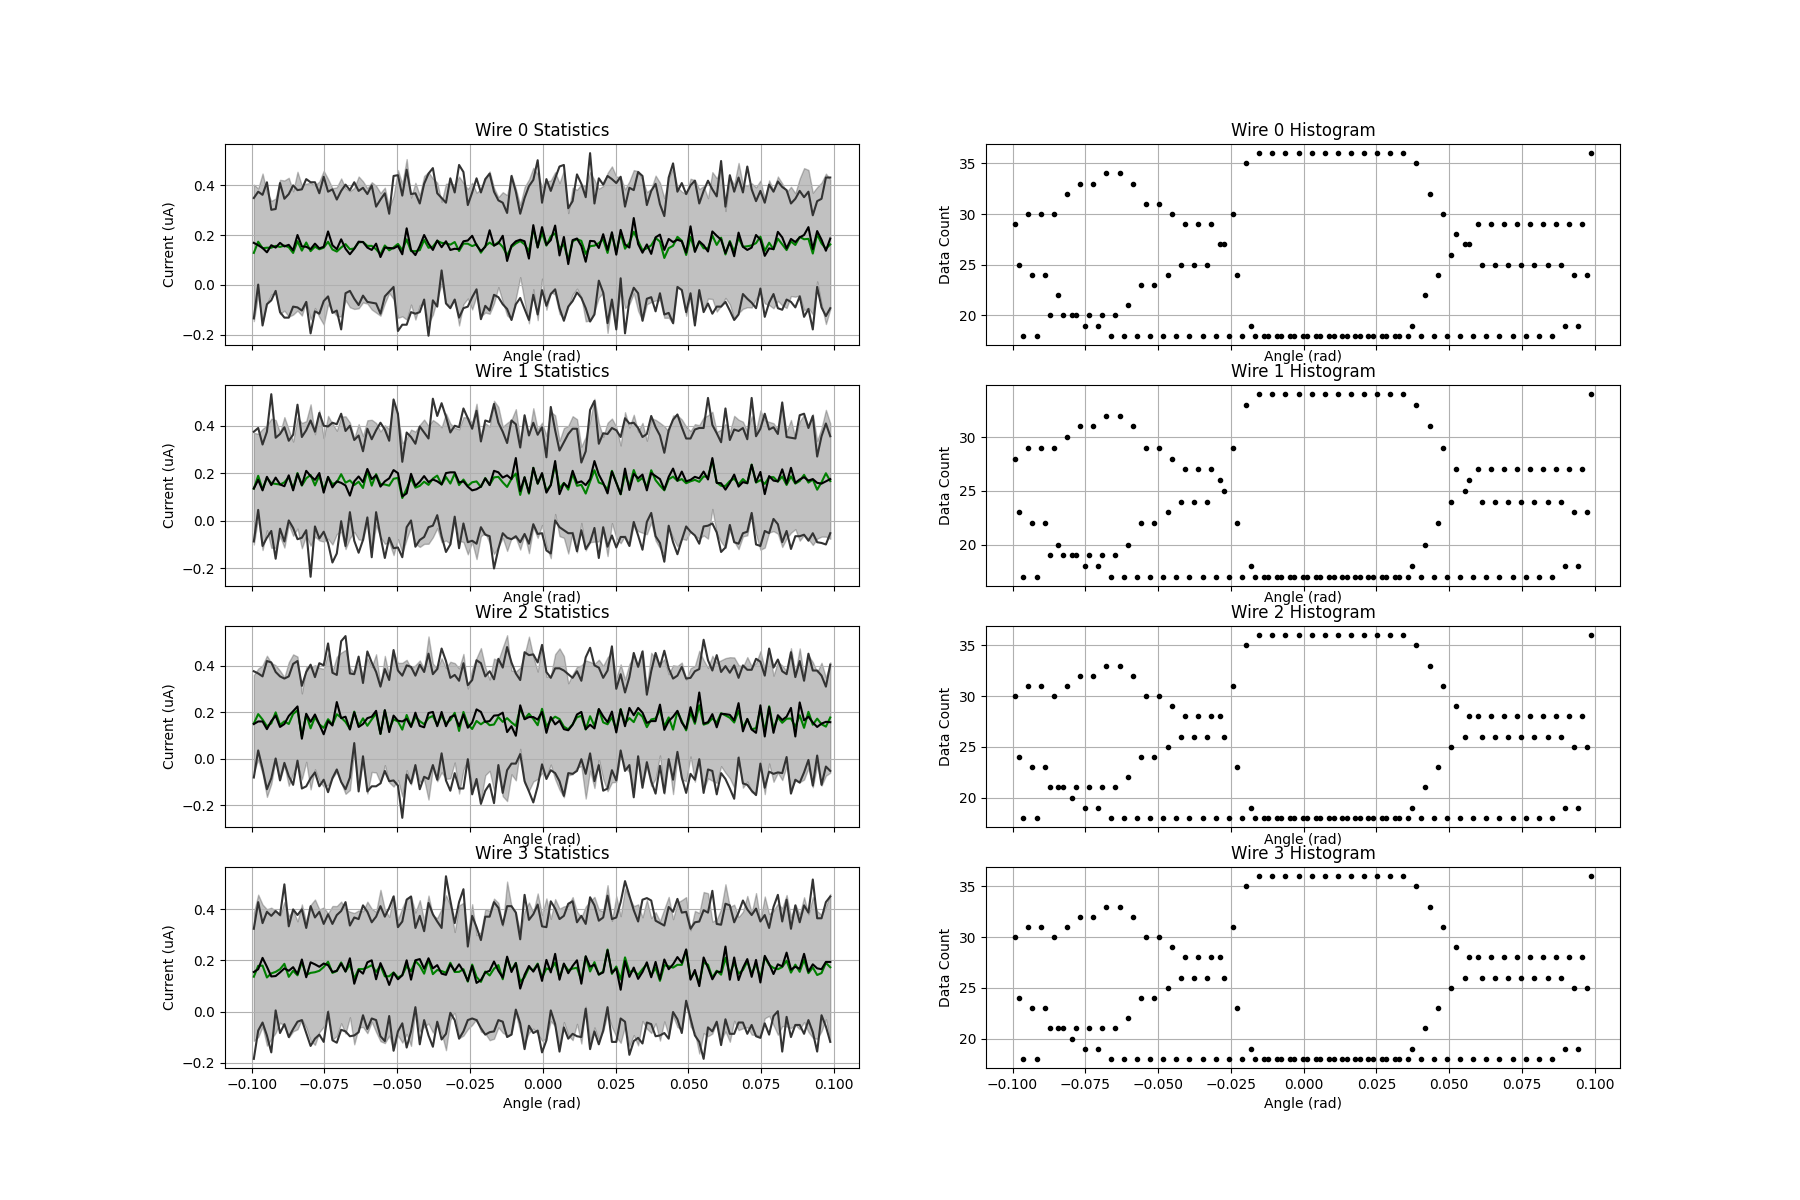 Wire 0 Statistics
Wire 0 Histogram
Current (uA)
0.4
0.2
0.0
−0.2
Angle (rad)
Data Count
35
30
25
20
Angle (rad)
Wire 1 Statistics
Wire 1 Histogram
Current (uA)
0.4
0.2
0.0
−0.2
Angle (rad)
Data Count
30
25
20
Angle (rad)
Wire 2 Statistics
Wire 2 Histogram
Current (uA)
0.4
0.2
0.0
−0.2
Angle (rad)
Data Count
35
30
25
20
Angle (rad)
Wire 3 Statistics
Wire 3 Histogram
Current (uA)
0.4
0.2
0.0
−0.2
−0.100 −0.075 −0.050 −0.025 0.000 0.025 0.050 0.075 0.100
Angle (rad)
Data Count
35
30
25
20
−0.100 −0.075 −0.050 −0.025 0.000 0.025 0.050 0.075 0.100
Angle (rad)